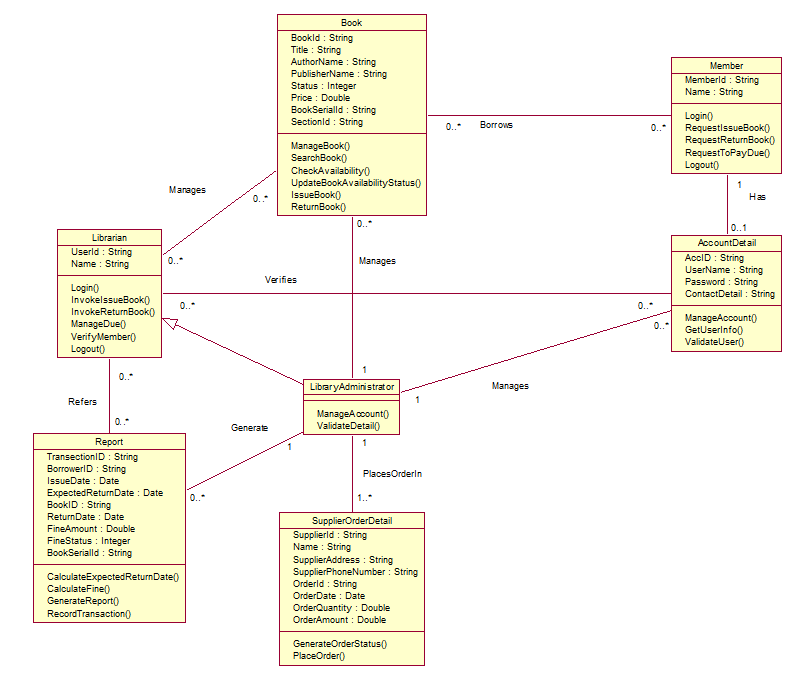 Book
BookId : String
Title : String
AuthorName : String
PublisherName : String
Status : Integer
Price : Double
BookSerialId : String
SectionId : String
ManageBook()
SearchBook()
CheckAvailability()
UpdateBookAvailabilityStatus()
IssueBook()
ReturnBook()
Member
MemberId : String
Name : String
Login()
RequestIssueBook()
RequestReturnBook()
RequestToPayDue()
Logout()
0..*
Borrows
0..*
1
Has
0..1
Manages
0..*
0..*
0..*
Manages
1
Librarian
UserId : String
Name : String
Login()
InvokeIssueBook()
InvokeReturnBook()
ManageDue()
VerifyMember()
Logout()
Verifies
0..*
0..*
AccountDetail
AccID : String
UserName : String
Password : String
ContactDetail : String
ManageAccount()
GetUserInfo()
ValidateUser()
0..*
Manages
1
LibraryAdministrator
ManageAccount()
ValidateDetail()
0..*
Refers
0..*
Generate
1
0..*
1
PlacesOrderIn
1..*
Report
TransectionID : String
BorrowerID : String
IssueDate : Date
ExpectedReturnDate : Date
BookID : String
ReturnDate : Date
FineAmount : Double
FineStatus : Integer
BookSerialId : String
CalculateExpectedReturnDate()
CalculateFine()
GenerateReport()
RecordTransaction()
SupplierOrderDetail
SupplierId : String
Name : String
SupplierAddress : String
SupplierPhoneNumber : String
OrderId : String
OrderDate : Date
OrderQuantity : Double
OrderAmount : Double
GenerateOrderStatus()
PlaceOrder()